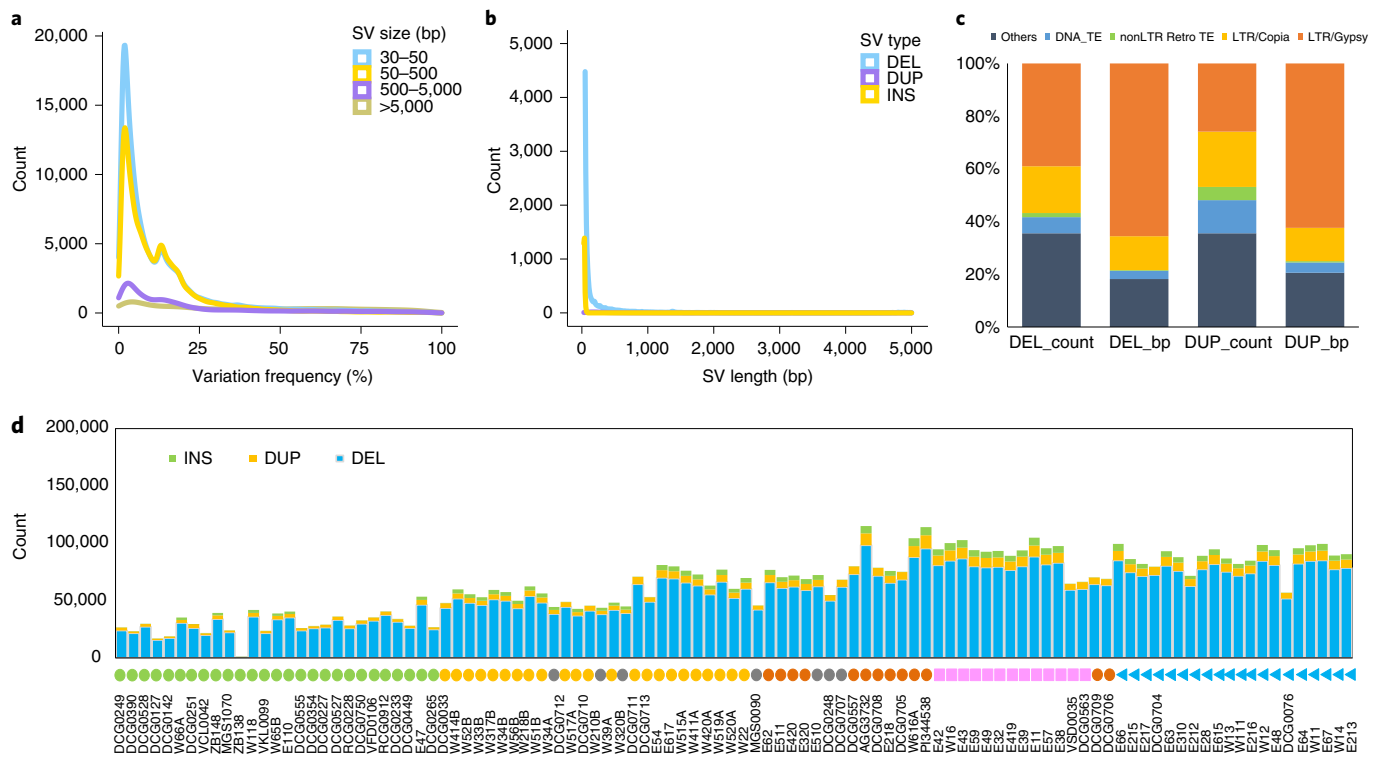 a
20,000
15,000
10,000
5,000
0
Count
0 25 50 75 100
Variation frequency (%)
SV size (bp)
30–50
50–500
500–5,000
>5,000
b
5,000
4,000
3,000
2,000
1,000
0
Count
0 1,000 2,000 3,000 4,000 5,000
SV length (bp)
SV type
DEL
DUP
INS
c
Others DNA_TE nonLTR Retro TE LTR/Copia LTR/Gypsy
100%
80%
60%
40%
20%
0%
DEL_count DEL_bp DUP_count DUP_bp
d
200,000
150,000
100,000
50,000
0
Count
INS DUP DEL
DCG0249
DCG0390
DCG0528
DCG0127
DCG0142
W66A
DCG0251
VCL0042
ZB148
MGS1070
ZB138
W118
VKL0099
W65B
E110
DCG0555
DCG0354
DCG0227
DCG0527
RCG0228
DCG0750
VFD0106
RCG0912
DCG0233
DCG0449
E47
DCG0265
DCG0033
W414B
W52B
W33B
W317B
W34B
W56B
W218B
W51B
W34A
DCG0712
W517A
DCG0710
W210B
W39A
W320B
DCG0711
DCG0713
E54
E617
W515A
W411A
W420A
W519A
W520A
W22
MGS0090
E62
E511
E420
E320
E510
DCG0248
DCG0707
DCG0557
AGG3732
DCG0708
E218
DCG0705
W616A
PI344538
E42
W16
E43
E59
E49
E32
E419
E39
E11
E57
E38
VSD0035
DCG0563
DCG0709
DCG0706
E66
E215
E217
DCG0704
E63
E310
E212
E28
E615
W13
W111
E216
W12
E48
DCG0076
E64
W11
E67
W14
E213